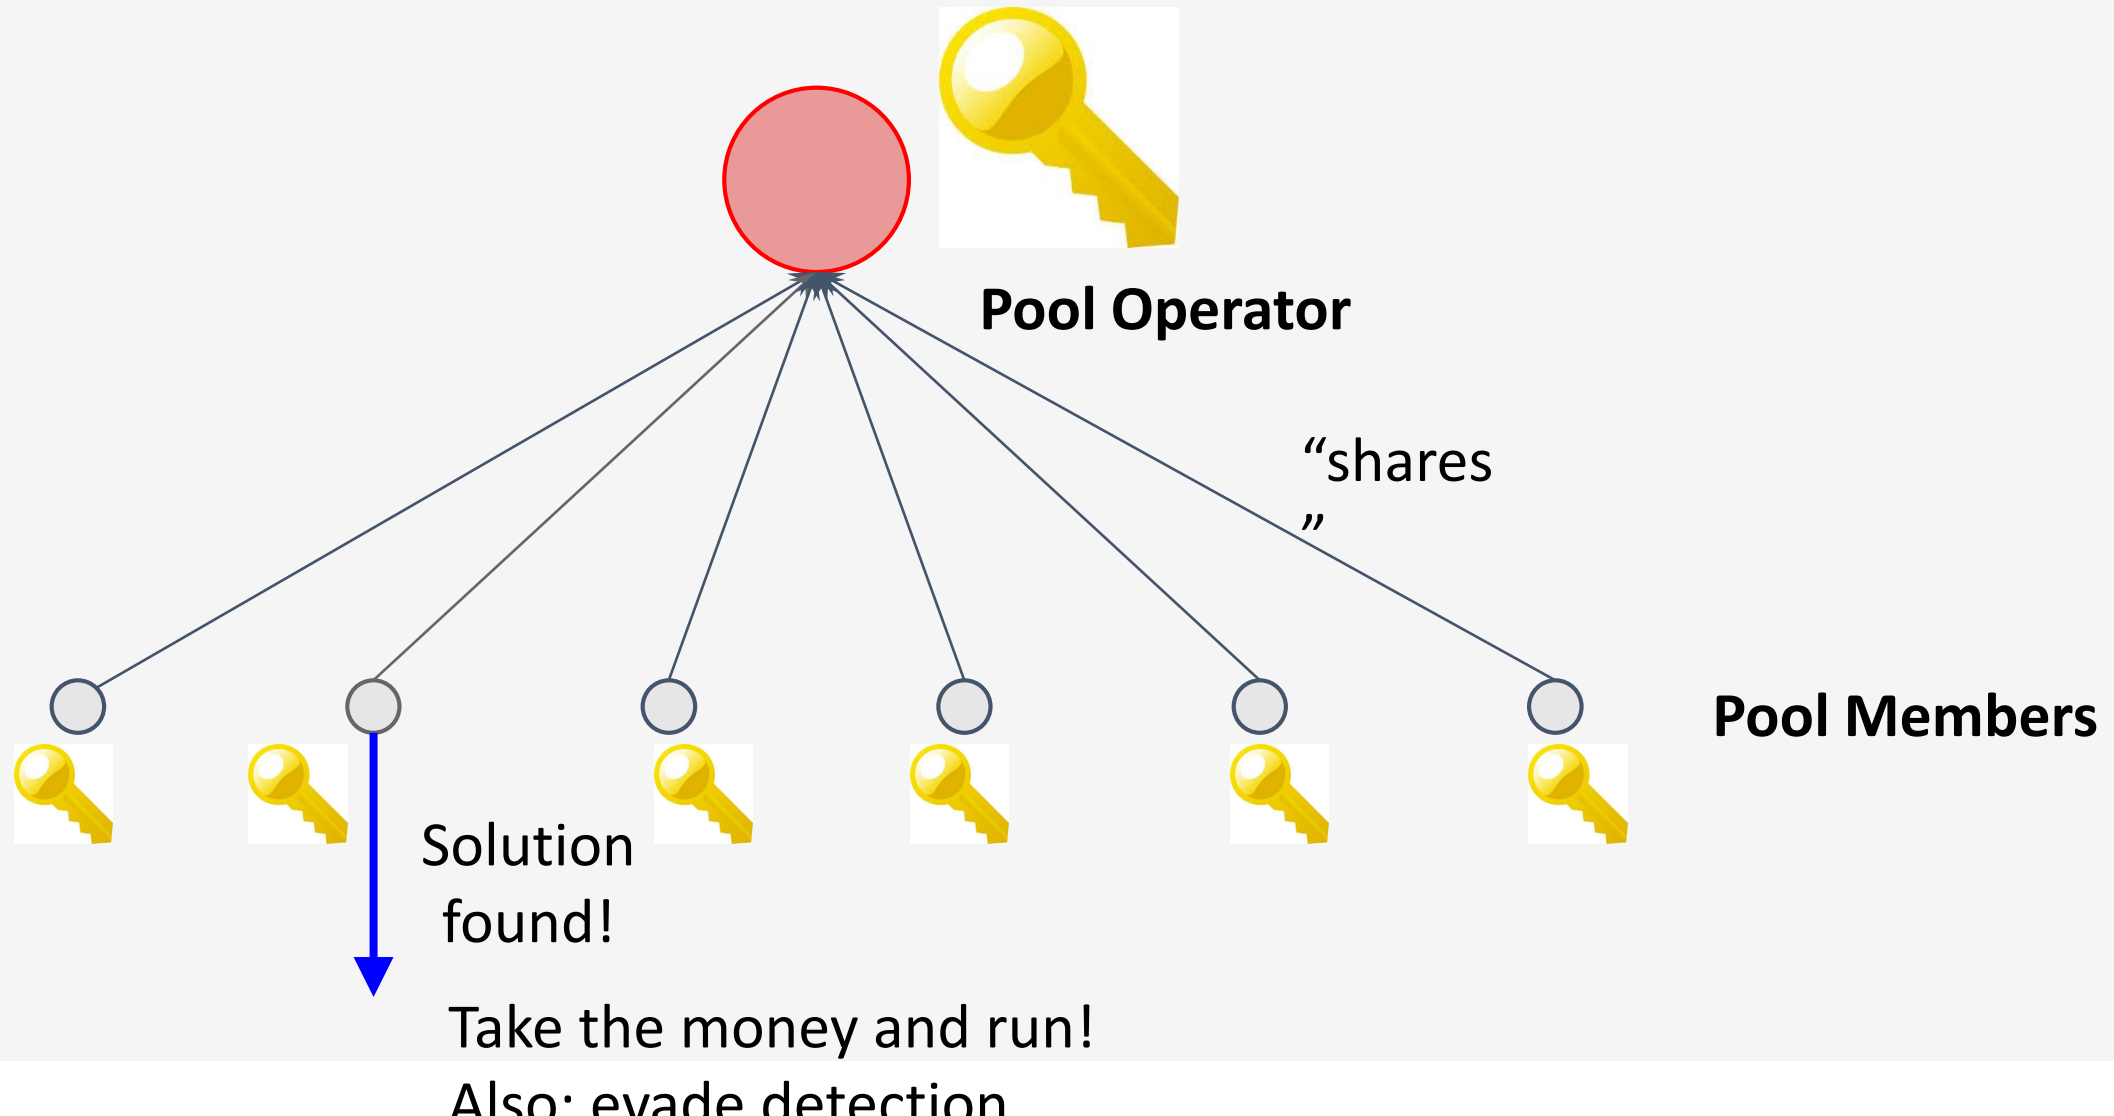 Pool Operator
“shares
”
Pool Members
Solution
found!
Take the money and run!
Also: evade detection